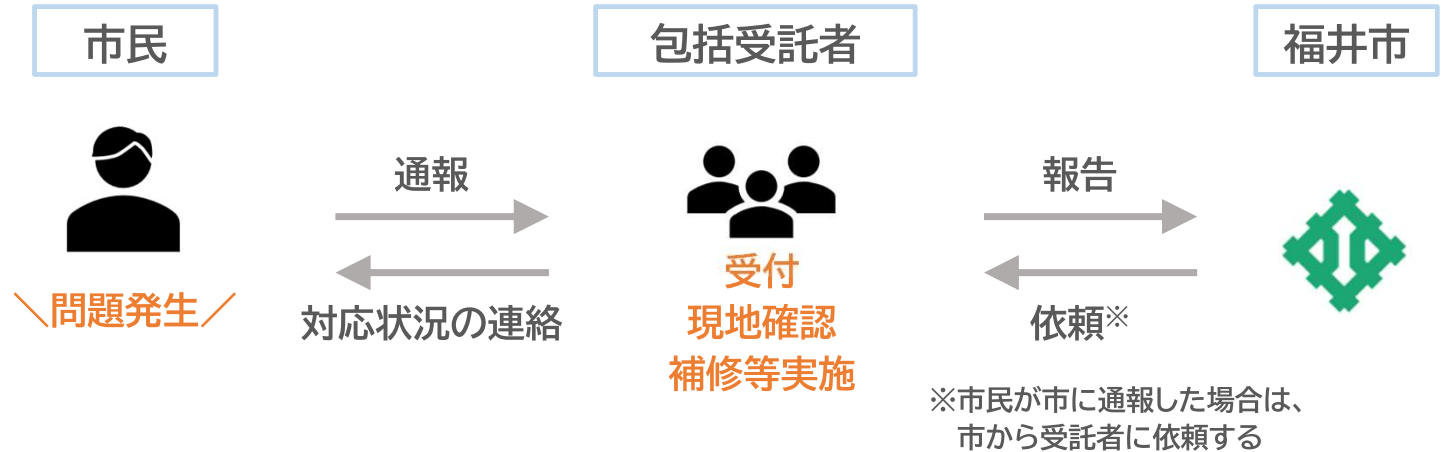 市民
包括受託者
福井市
通報
報告
＼問題発生／
対応状況の連絡
受付
現地確認
補修等実施
依頼※
※市民が市に通報した場合は、
市から受託者に依頼する